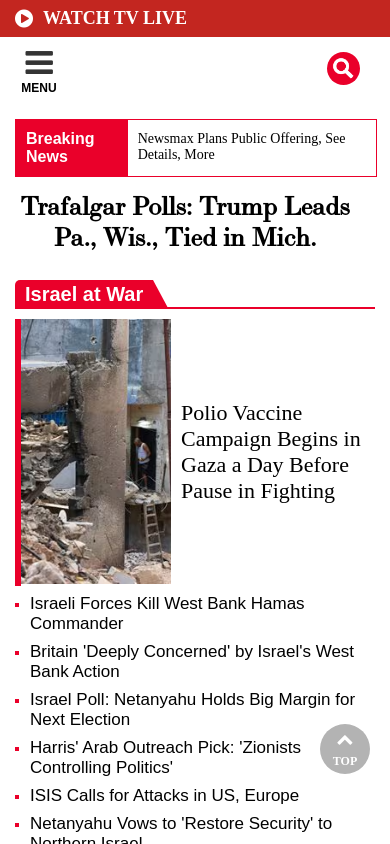 WATCH TV LIVE
MENU
Breaking
News
Newsmax Plans Public Offering, See
Details, More
Trafalgar Polls: Trump Leads
Pa., Wis., Tied in Mich.
Israel at War
Polio Vaccine
Campaign Begins in
Gaza a Day Before
Pause in Fighting
Israeli Forces Kill West Bank Hamas
Commander
Britain 'Deeply Concerned' by Israel's West
Bank Action
Israel Poll: Netanyahu Holds Big Margin for
Next Election
Harris' Arab Outreach Pick: 'Zionists
Controlling Politics'
TOP
ISIS Calls for Attacks in US, Europe
Netanyahu Vows to 'Restore Security' to
Northern Israel